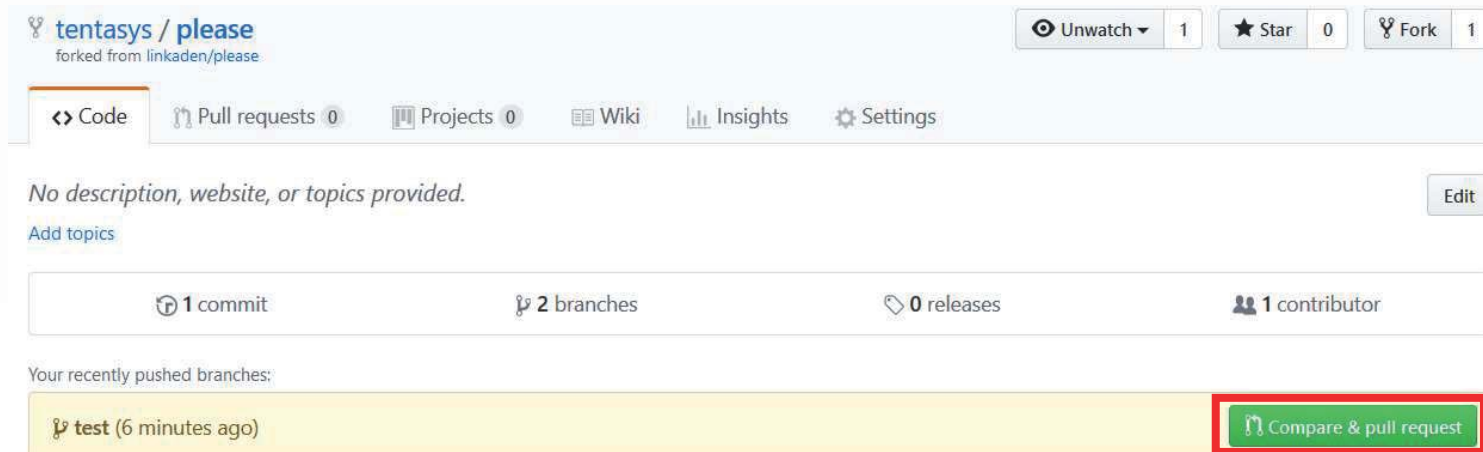 tentasys / please
forked from linkaden/please
Unwatch 1 Star 0 Fork 1
<> Code Pull requests 0 Projects 0 Wiki Insights Settings
No description, website, or topics provided.
Edit
Add topics
1 commit 2 branches 0 releases 1 contributor
Your recently pushed branches:
test (6 minutes ago) Compare & pull request